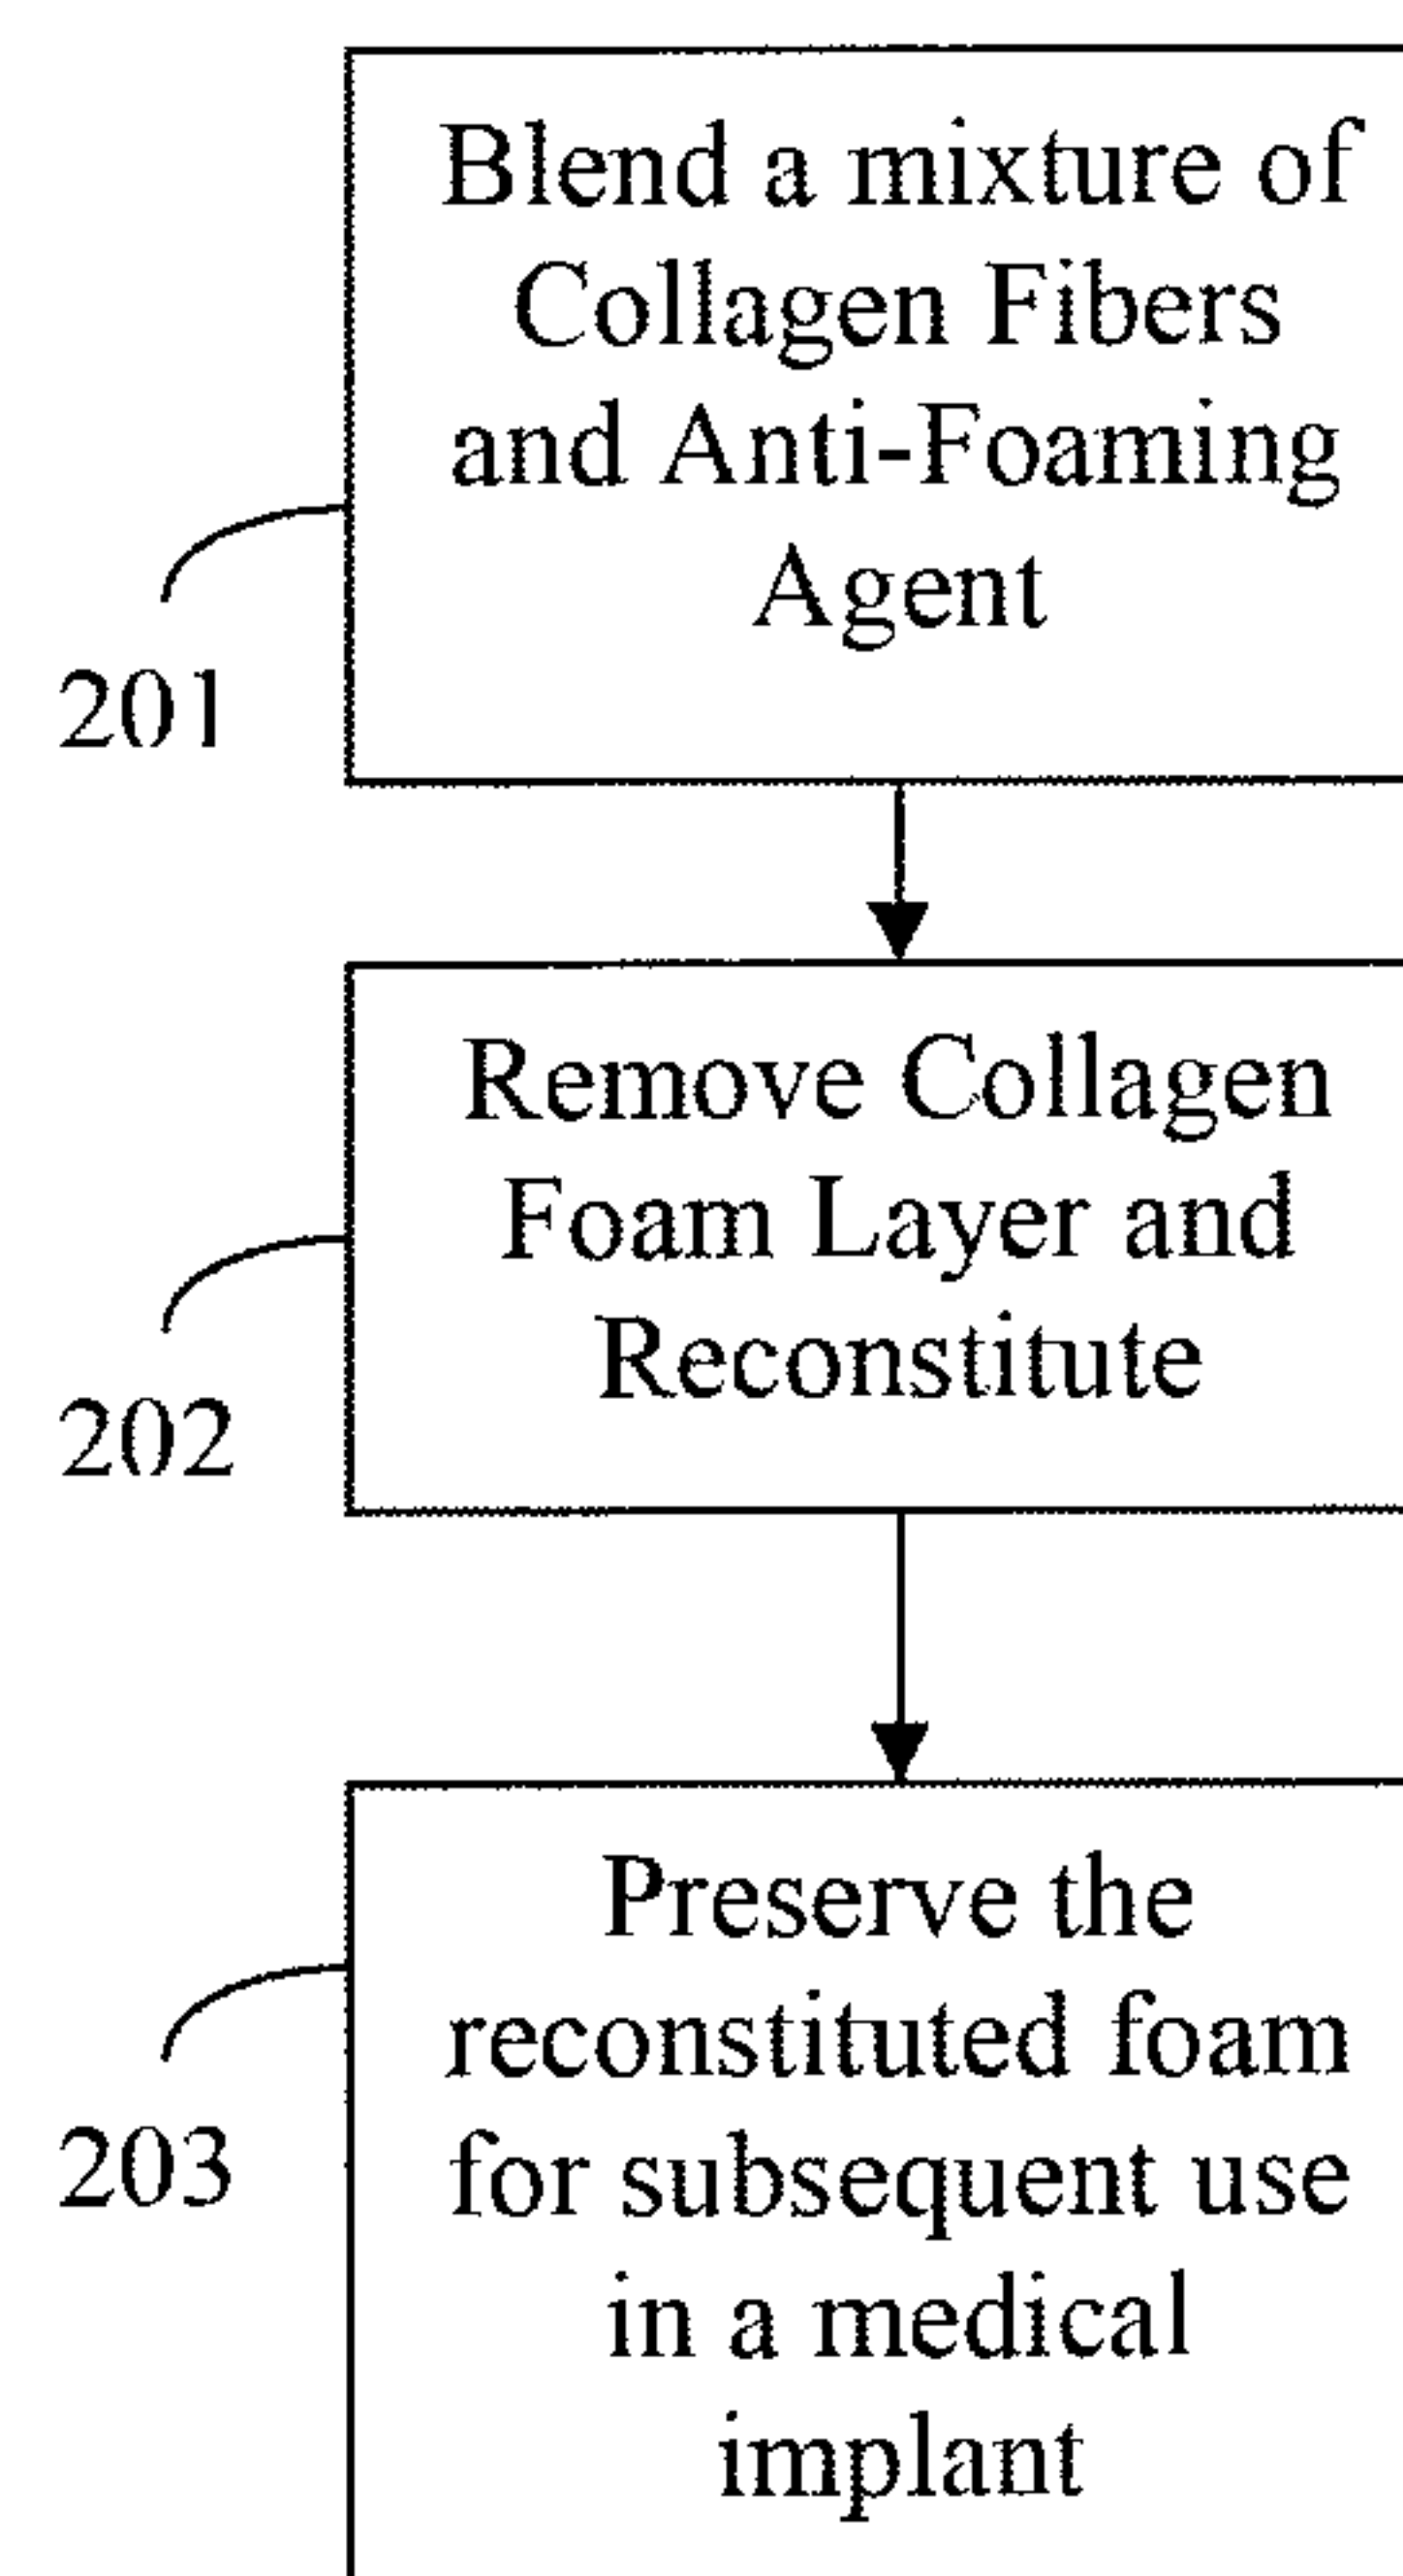 Blend a mixture of
Collagen Fibers
and Anti-Foaming
Agent
201
Remove Collagen
Foam Layer and
Reconstitute
202
Preserve the
reconstituted foam
for subsequent use
in a medical
implant
203